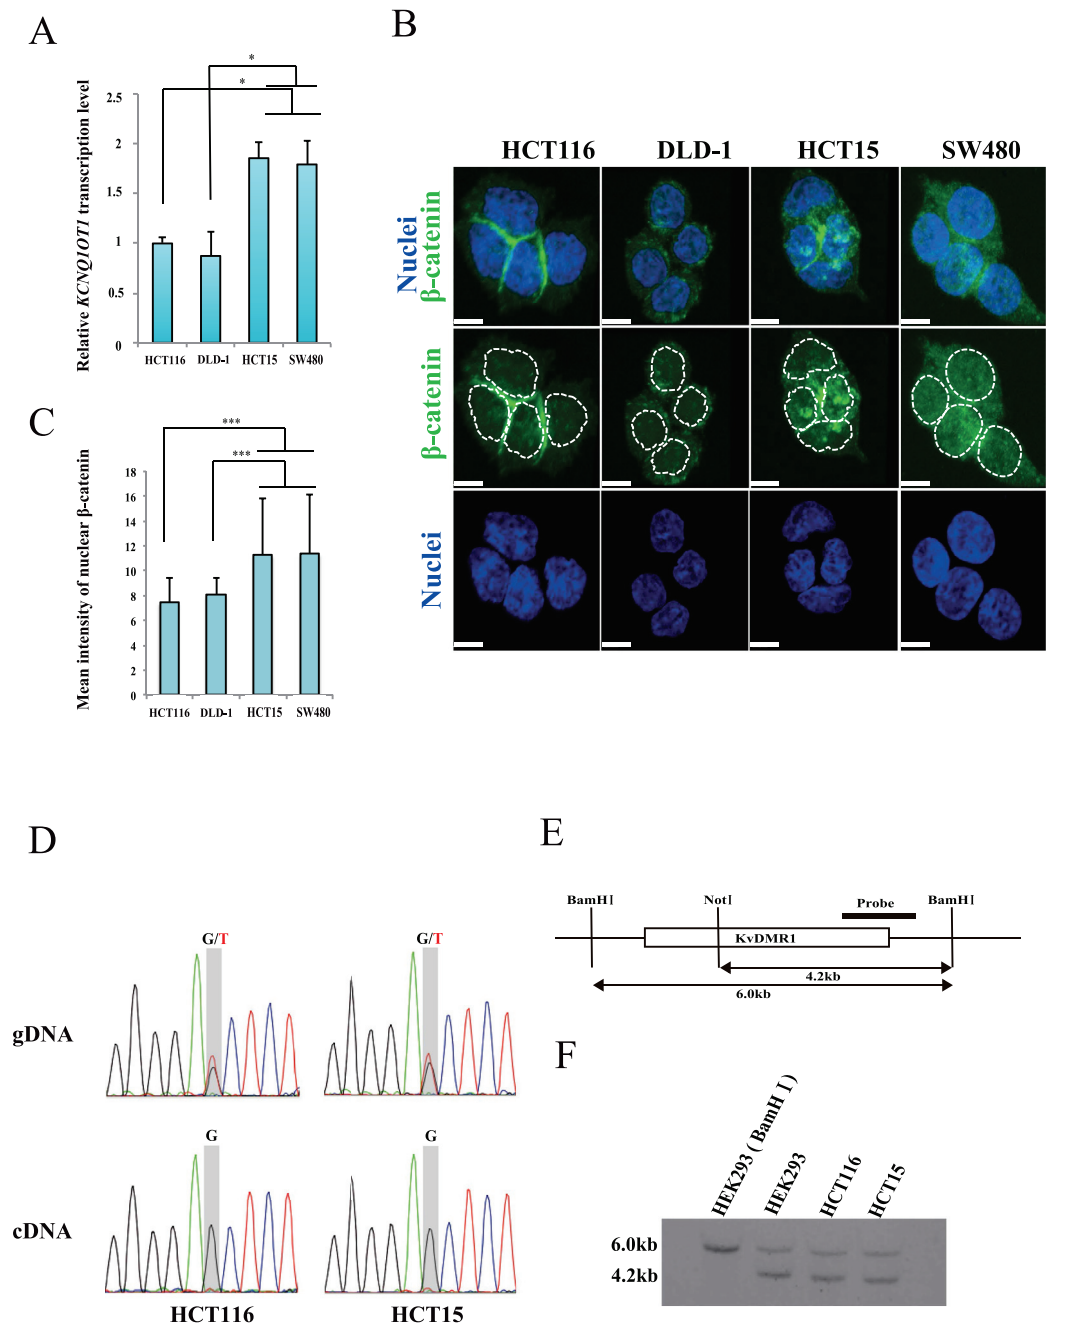 A
Relative KCNQ1OT1 transcription level
2.5
2
1.5
1
0.5
0
*
*
HCT116 DLD-1 HCT15 SW480
B
HCT116 DLD-1 HCT15 SW480
Nuclei
β-catenin
β-catenin
Nuclei
C
Mean intensity of nuclear β-catenin
18
16
14
12
10
8
6
4
2
0
***
***
HCT116 DLD-1 HCT15 SW480
D
G/T G/T
gDNA
G G
cDNA
HCT116 HCT15
E
BamHI NotI Probe BamHI
KvDMR1
4.2kb
6.0kb
F
HEK293 ( BamH I )
HEK293
HCT116
HCT15
6.0kb
4.2kb